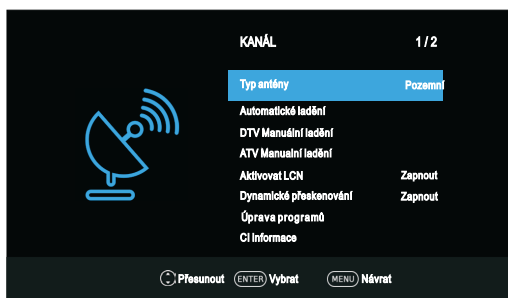 KANÁL 1 / 2
Typ antény Pozemní
Automatické ladění
DTV Manuální ladění
ATV Manualní ladění
Aktivovat LCN Zapnout
Dynamické přeskenování Zapnout
Úprava programů
CI Informace
Přesunout ENTER Vybrat MENU Návrat